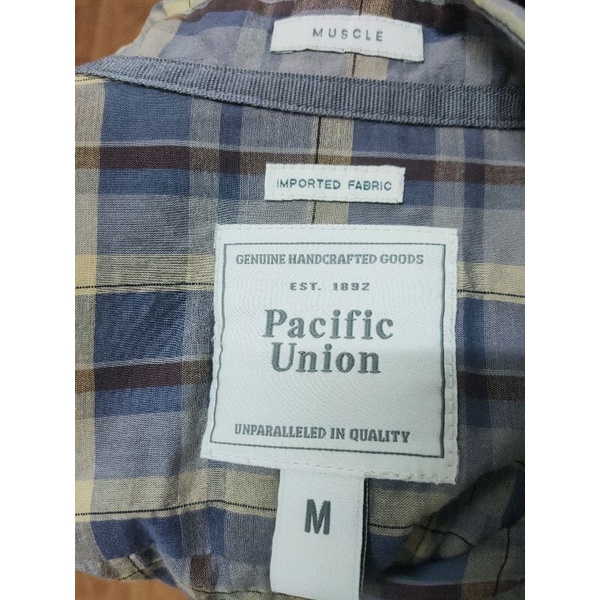 MUSCLE
IMPORTED FABRIC
GENUINE HANDCRAFTED GOODS
EST. 1892
Pacific
Union
UNPARALLELED IN QUALITY
M